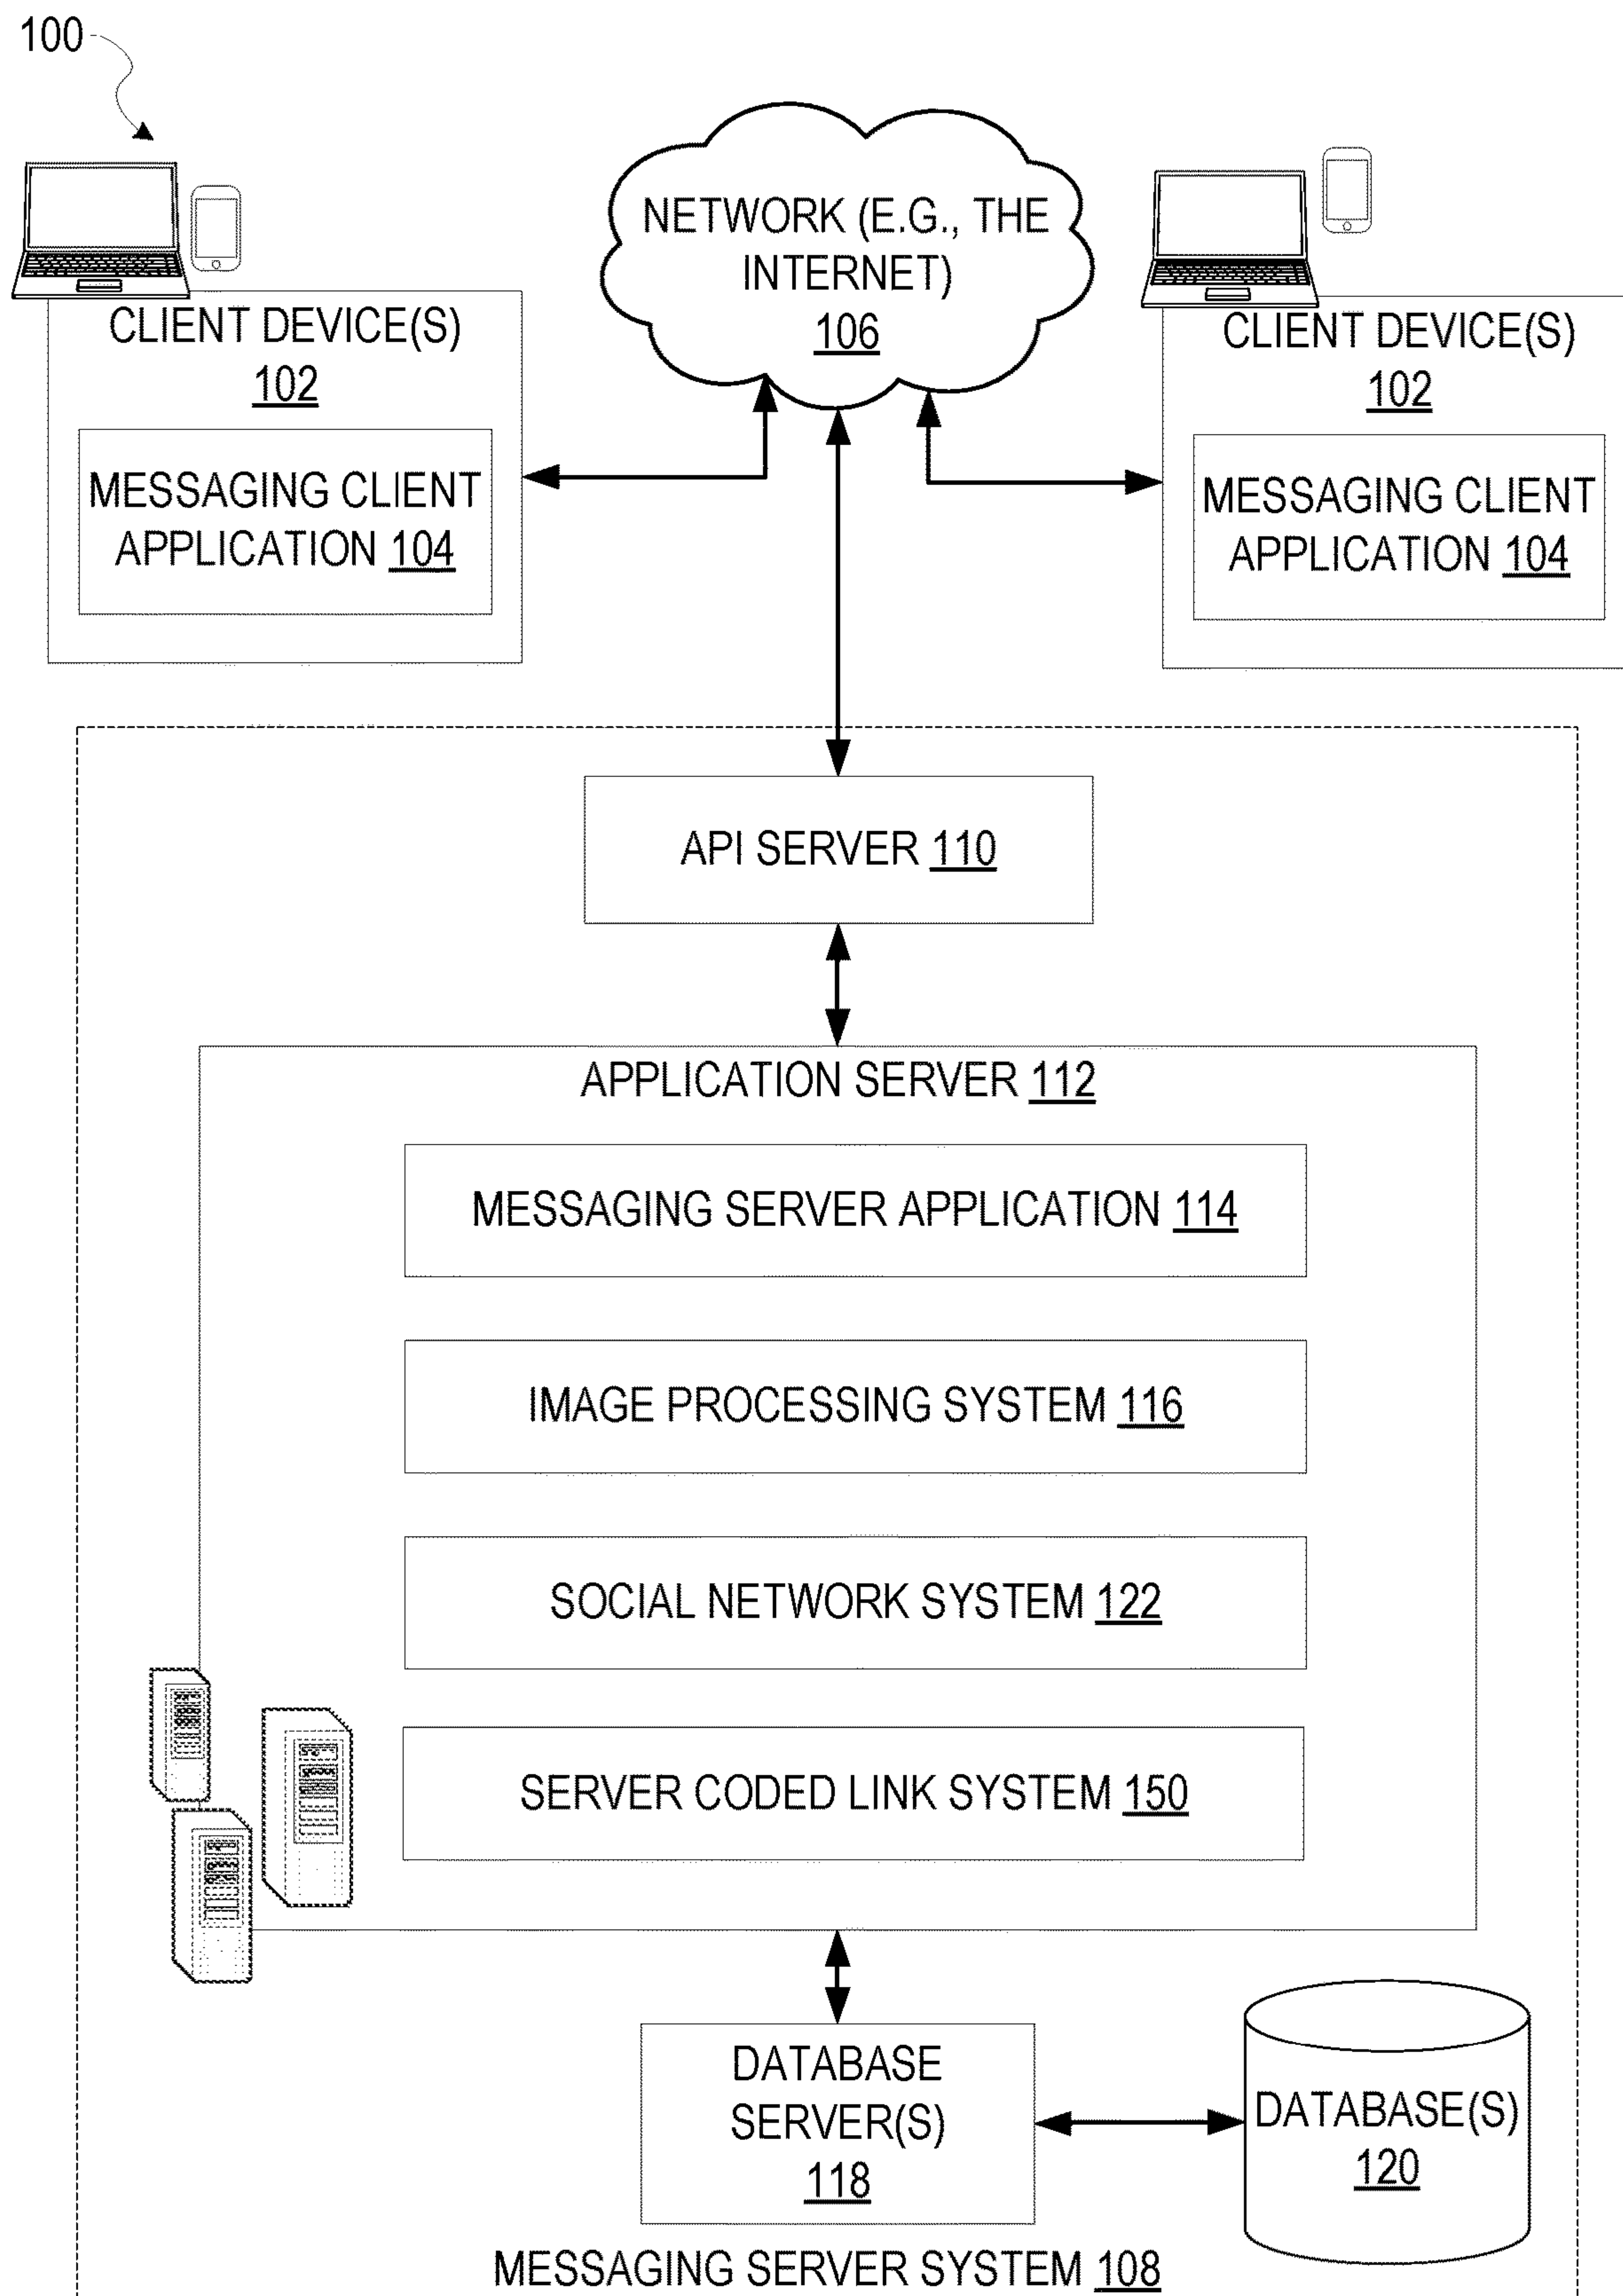 100
NETWORK (E.G., THE
INTERNET)
106
CLIENT DEVICE(S)
102
MESSAGING CLIENT
APPLICATION 104
CLIENT DEVICE(S)
102
MESSAGING CLIENT
APPLICATION 104
API SERVER 110
APPLICATION SERVER 112
MESSAGING SERVER APPLICATION 114
IMAGE PROCESSING SYSTEM 116
SOCIAL NETWORK SYSTEM 122
SERVER CODED LINK SYSTEM 150
DATABASE
SERVER(S)
118
DATABASE(S)
120
MESSAGING SERVER SYSTEM 108